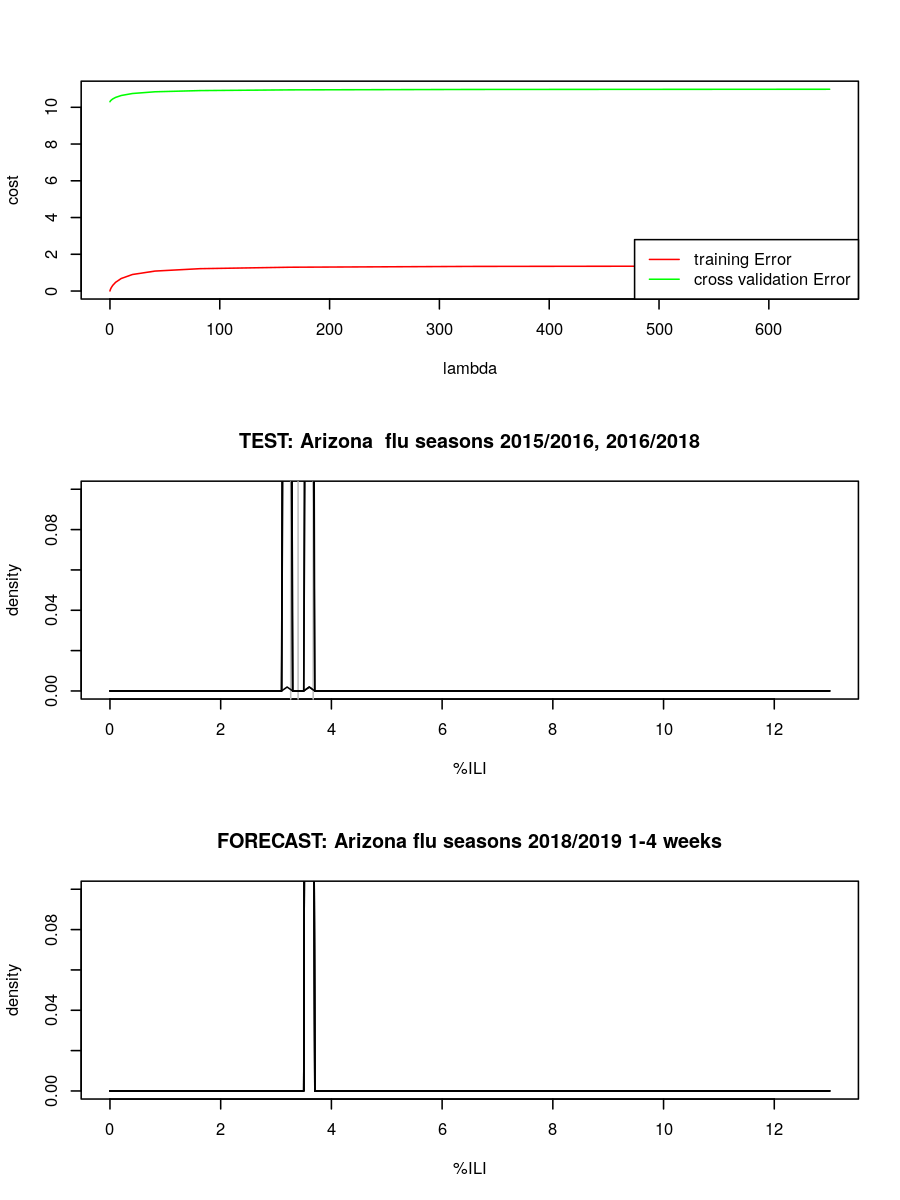 cost
10
8
6
4
2
0
training Error
cross validation Error
0 100 200 300 400 500 600
lambda
TEST: Arizona  flu seasons 2015/2016, 2016/2018
density
0.08
0.04
0.00
0 2 4 6 8 10 12
%ILI
FORECAST: Arizona flu seasons 2018/2019 1-4 weeks
density
0.08
0.04
0.00
0 2 4 6 8 10 12
%ILI